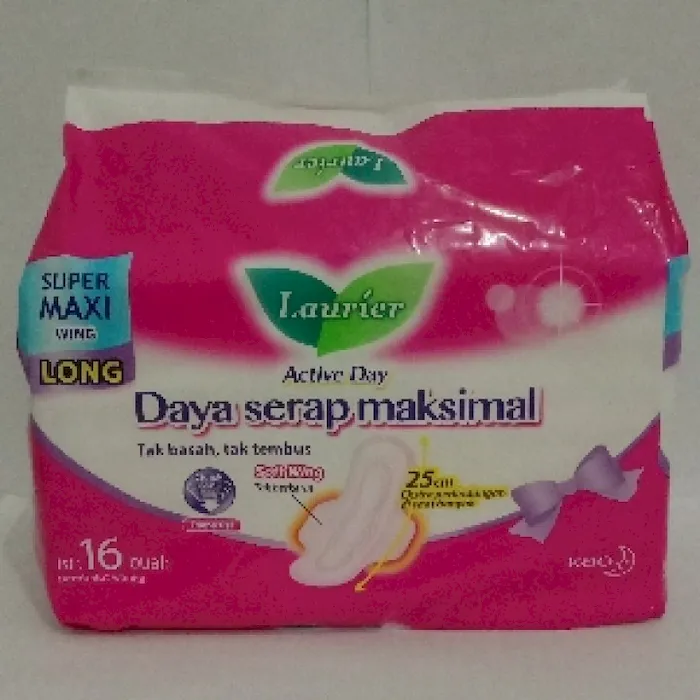 Laurier
SUPER
MAXI
WING
LONG
Laurier
Active Day
Daya serap maksimal
Tak basah, tak tembus
Soft Wing
25cm
isi : 16 buah